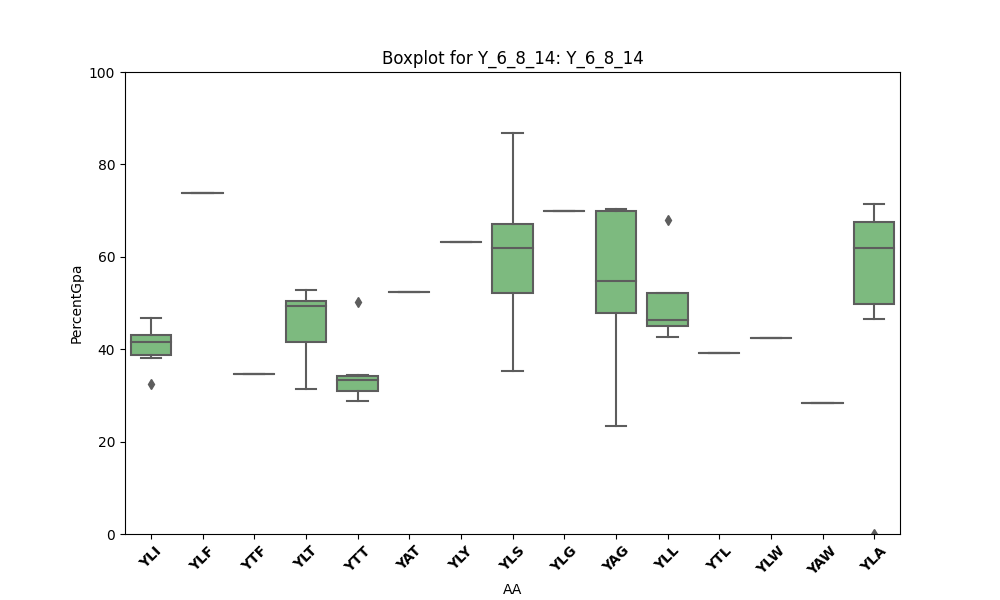 Boxplot for Y_6_8_14: Y_6_8_14
100
80
60
40
20
0
PercentGpa
YLI YLF YTF YLT YTT YAT YLY YLS YLG YAG YLL YTL YLW YAW YLA
AA